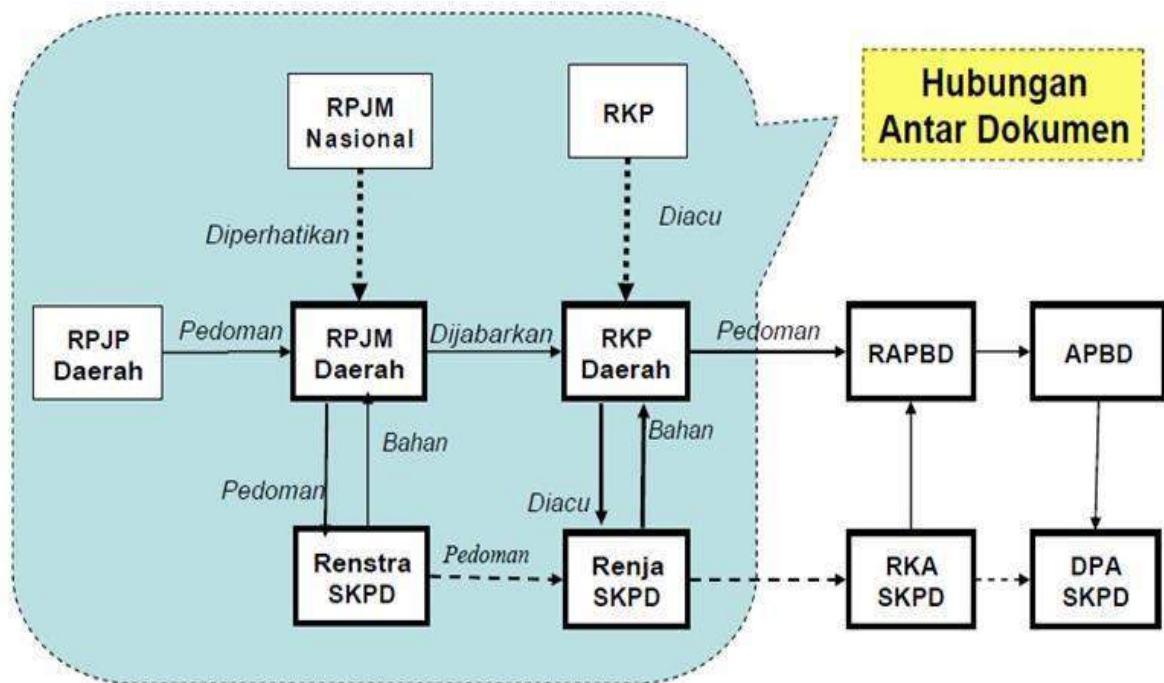 Hubungan
Antar Dokumen
RPJM
Nasional
RKP
Diperhatikan
Diacu
RPJP
Daerah
Pedoman
RPJM
Daerah
Dijabarkan
RKP
Daerah
Pedoman
RAPBD
APBD
Pedoman
Bahan
Diacu
Bahan
Renstra
SKPD
Pedoman
Renja
SKPD
RKA
SKPD
DPA
SKPD